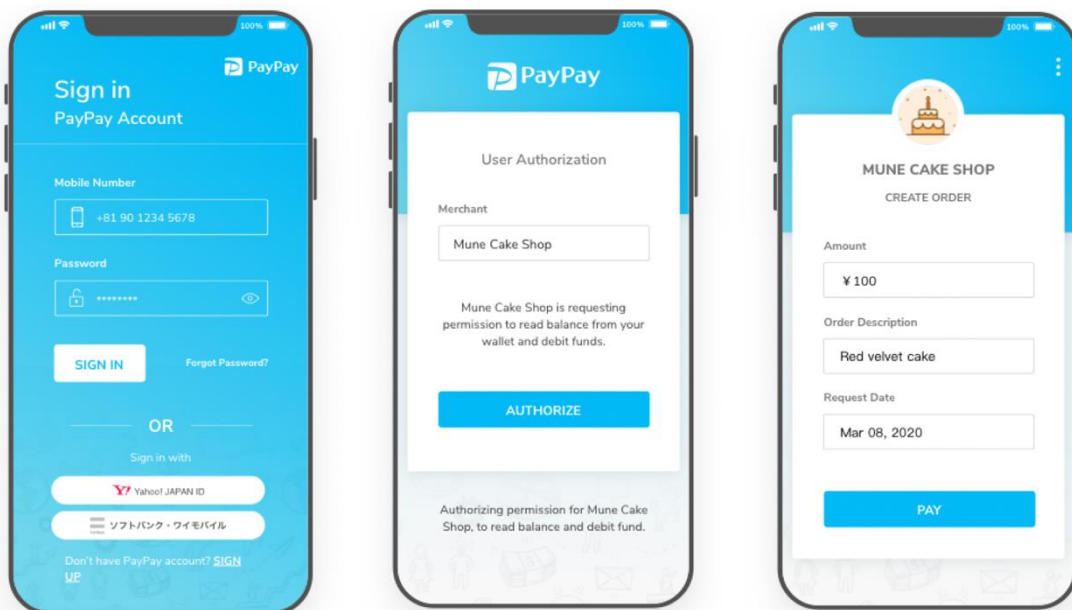 100%
PayPay
Sign in
PayPay Account
Mobile Number
+81 90 1234 5678
Password
********
SIGN IN
Forgot Password?
OR
Sign in with
Y! Yahoo! JAPAN ID
ソフトバンク・ワイモバイル
Don't have PayPay account? SIGN
UP
100%
PayPay
User Authorization
Merchant
Mune Cake Shop
Mune Cake Shop is requesting
permission to read balance from your
wallet and debit funds.
AUTHORIZE
Authorizing permission for Mune Cake
Shop, to read balance and debit fund.
100%
MUNE CAKE SHOP
CREATE ORDER
Amount
¥ 100
Order Description
Red velvet cake
Request Date
Mar 08, 2020
PAY